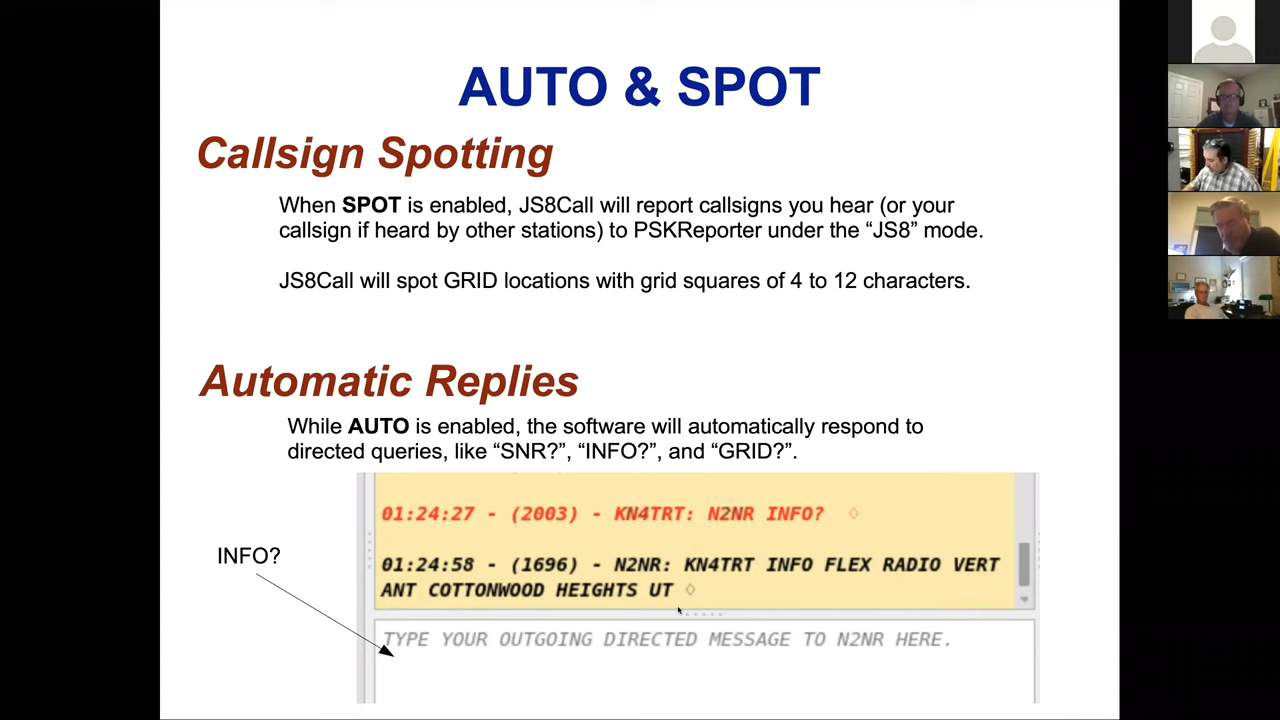 AUTO & SPOT
Callsign Spotting
When SPOT is enabled, JS8Call will report callsigns you hear (or your
callsign if heard by other stations) to PSKReporter under the “JS8” mode.
JS8Call will spot GRID locations with grid squares of 4 to 12 characters.
Automatic Replies
While AUTO is enabled, the software will automatically respond to
directed queries, like “SNR?”, “INFO?”, and “GRID?”.
01:24:27 - (2003) - KN4TRT: N2NR INFO? ♢
INFO?
01:24:58 - (1696) - N2NR: KN4TRT INFO FLEX RADIO VERT
ANT COTTONWOOD HEIGHTS UT ♢
TYPE YOUR OUTGOING DIRECTED MESSAGE TO N2NR HERE.